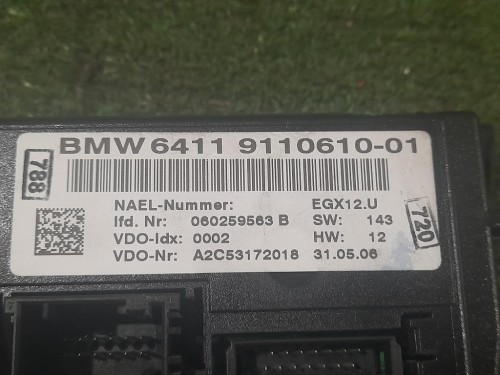 BMW 6411 9110610-01
788
NAEL-Nummer: EGX12.U
lfd. Nr: 060259563 B SW: 143
VDO-Idx: 0002 HW: 12
VDO-Nr: A2C53172018 31.05.06
720